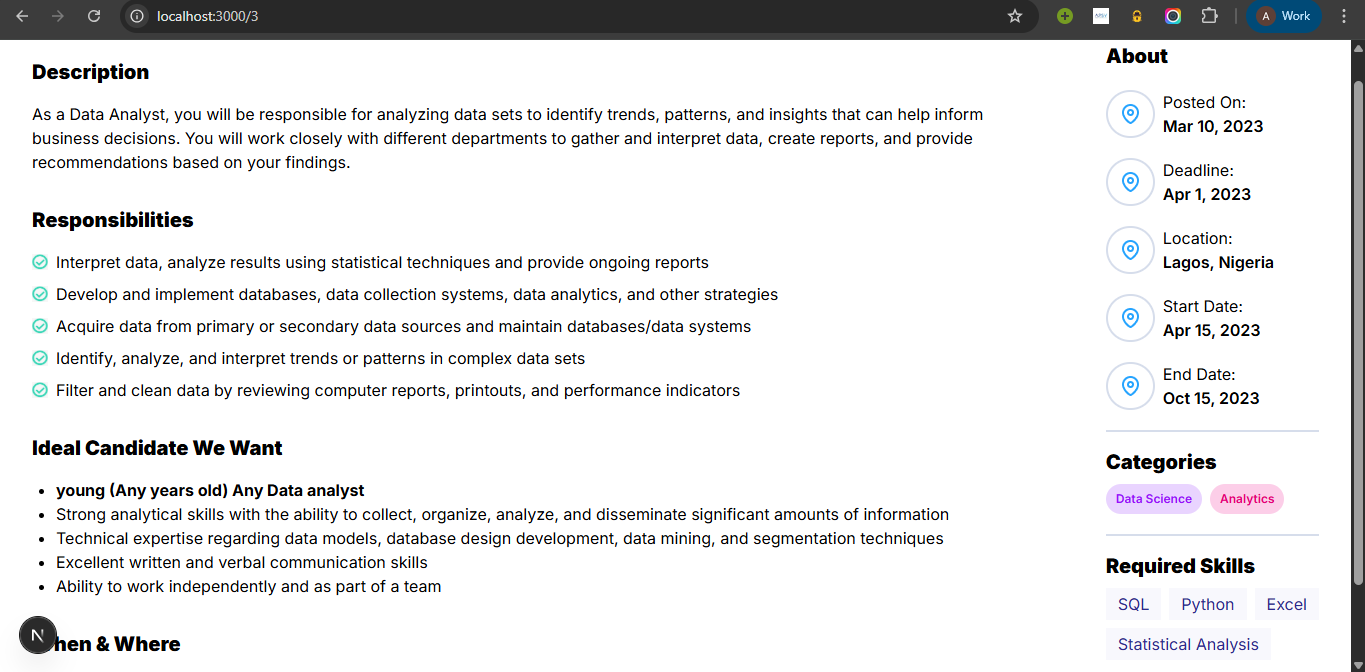 localhost:3000/3
A
Work
Description
As a Data Analyst, you will be responsible for analyzing data sets to identify trends, patterns, and insights that can help inform
business decisions. You will work closely with different departments to gather and interpret data, create reports, and provide
recommendations based on your findings.
Responsibilities
Interpret data, analyze results using statistical techniques and provide ongoing reports
Develop and implement databases, data collection systems, data analytics, and other strategies
Acquire data from primary or secondary data sources and maintain databases/data systems
Identify, analyze, and interpret trends or patterns in complex data sets
Filter and clean data by reviewing computer reports, printouts, and performance indicators
Ideal Candidate We Want
young (Any years old) Any Data analyst
Strong analytical skills with the ability to collect, organize, analyze, and disseminate significant amounts of information
Technical expertise regarding data models, database design development, data mining, and segmentation techniques
Excellent written and verbal communication skills
Ability to work independently and as part of a team
N
hen & Where
About
Posted On:
Mar 10, 2023
Deadline:
Apr 1, 2023
Location:
Lagos, Nigeria
Start Date:
Apr 15, 2023
End Date:
Oct 15, 2023
Categories
Data Science
Analytics
Required Skills
SQL
Python
Excel
Statistical Analysis